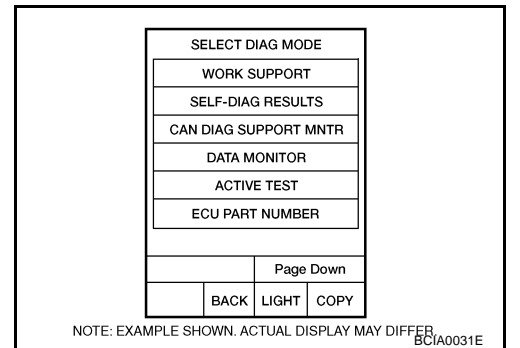 SELECT DIAG MODE
WORK SUPPORT
SELF-DIAG RESULTS
CAN DIAG SUPPORT MNTR
DATA MONITOR
ACTIVE TEST
ECU PART NUMBER
Page Down
BACK LIGHT COPY
NOTE: EXAMPLE SHOWN. ACTUAL DISPLAY MAY DIFFER.
BCIA0031E